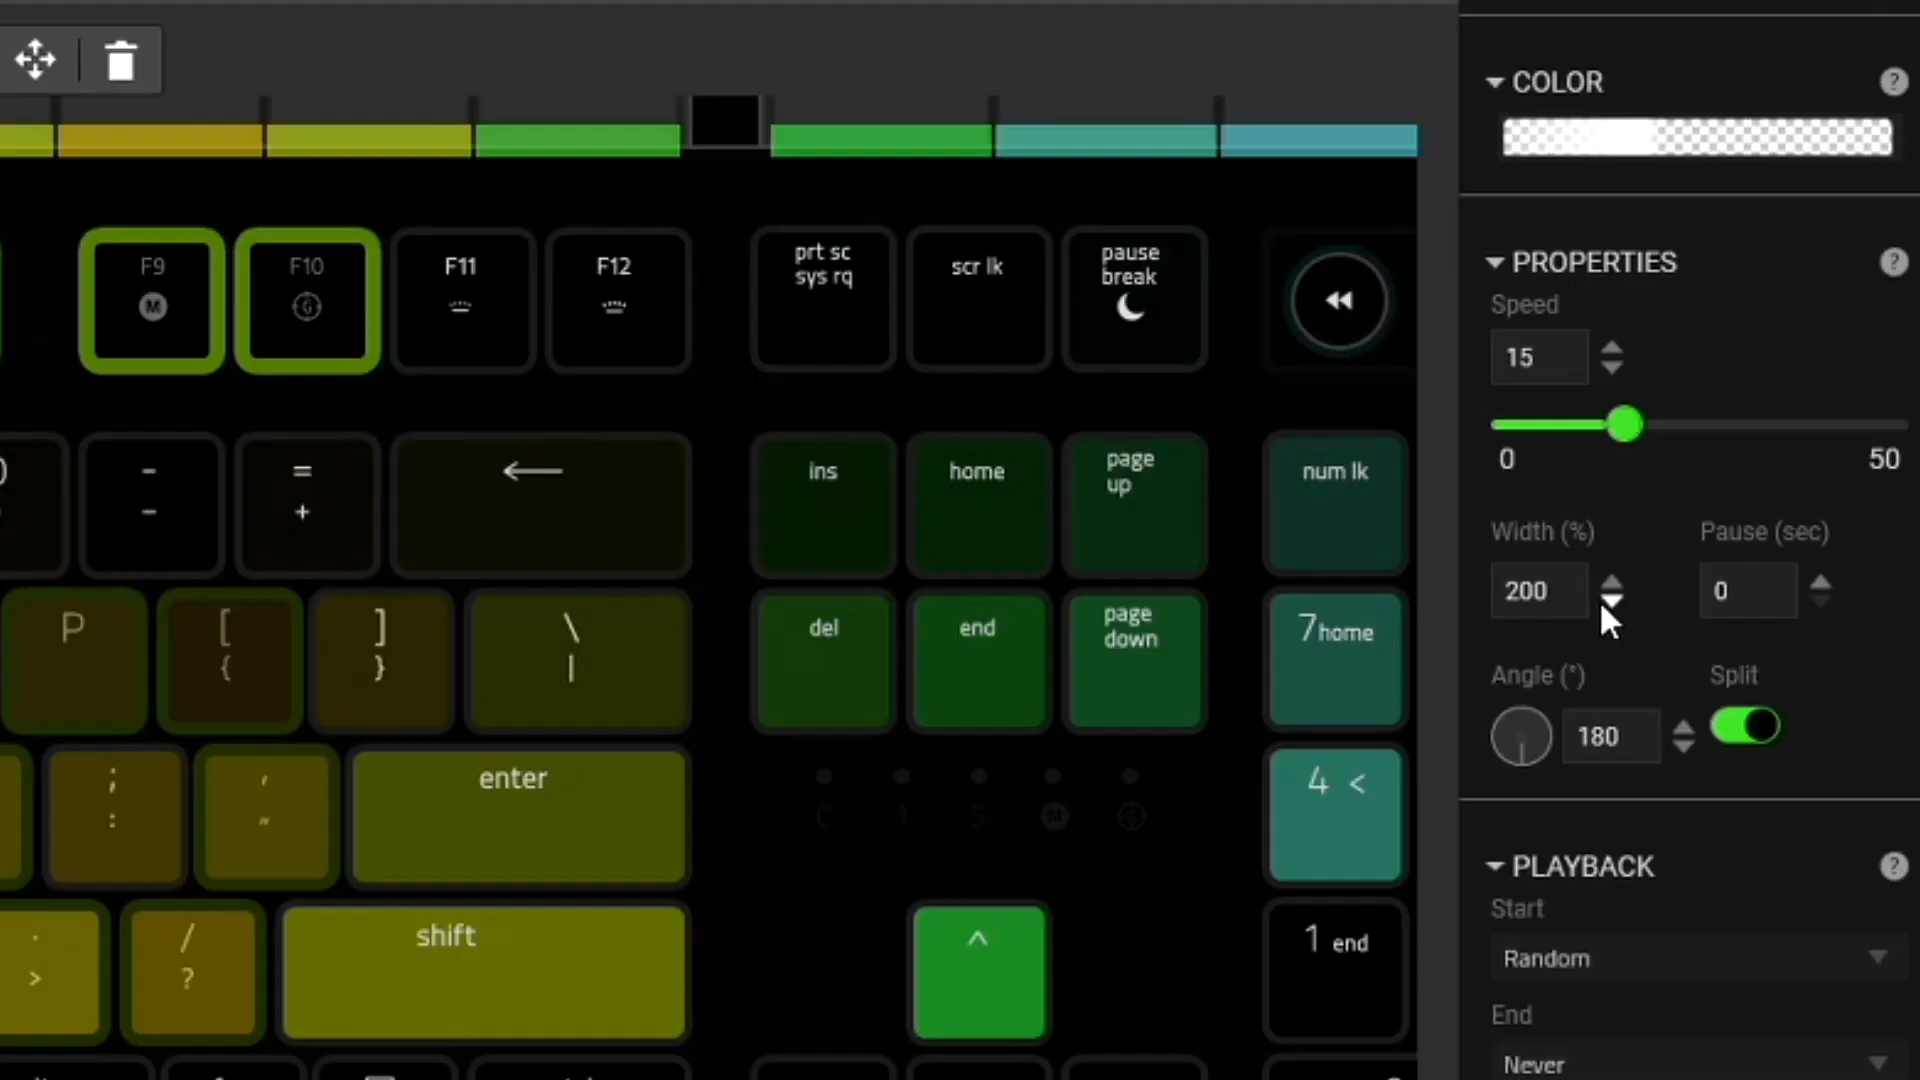 COLOR ?
PROPERTIES ?
Speed
15
0 50
Width (%) Pause (sec)
200 0
Angle (°) Split
180
PLAYBACK ?
Start
Random
End
Never
F9 F10 F11 F12
M G
prt sc
sys rq
scr lk
pause
break
- = ←
- +
ins home page
up
num lk
P [ ] \
{ } |
del end page
down
7 home
; ' enter
: "
C 1 S M G
4 <
. / shift
> ?
^
1 end